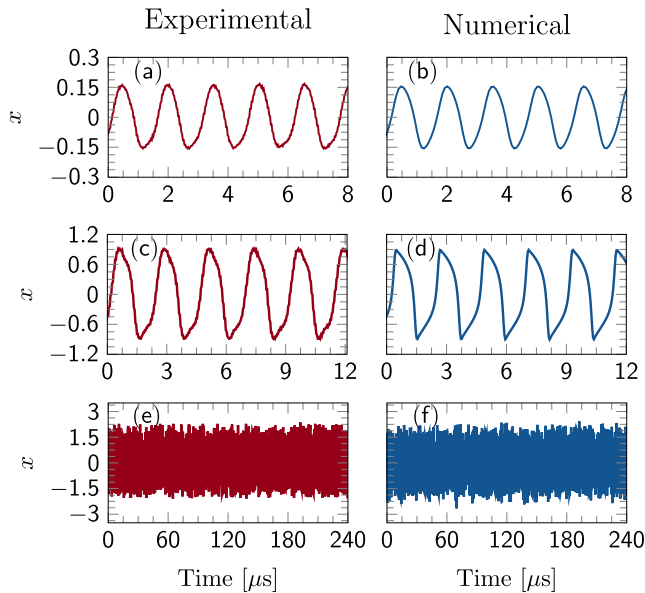 Experimental Numerical
0.3 (a) (b)
0.15
x 0
−0.15
−0.3
0 2 4 6 8 0 2 4 6 8
1.2 (c) (d)
0.6
x 0
−0.6
−1.2
0 3 6 9 12 0 3 6 9 12
3 (e) (f)
1.5
x 0
−1.5
−3
0 60 120 180 240 0 60 120 180 240
Time [μs] Time [μs]